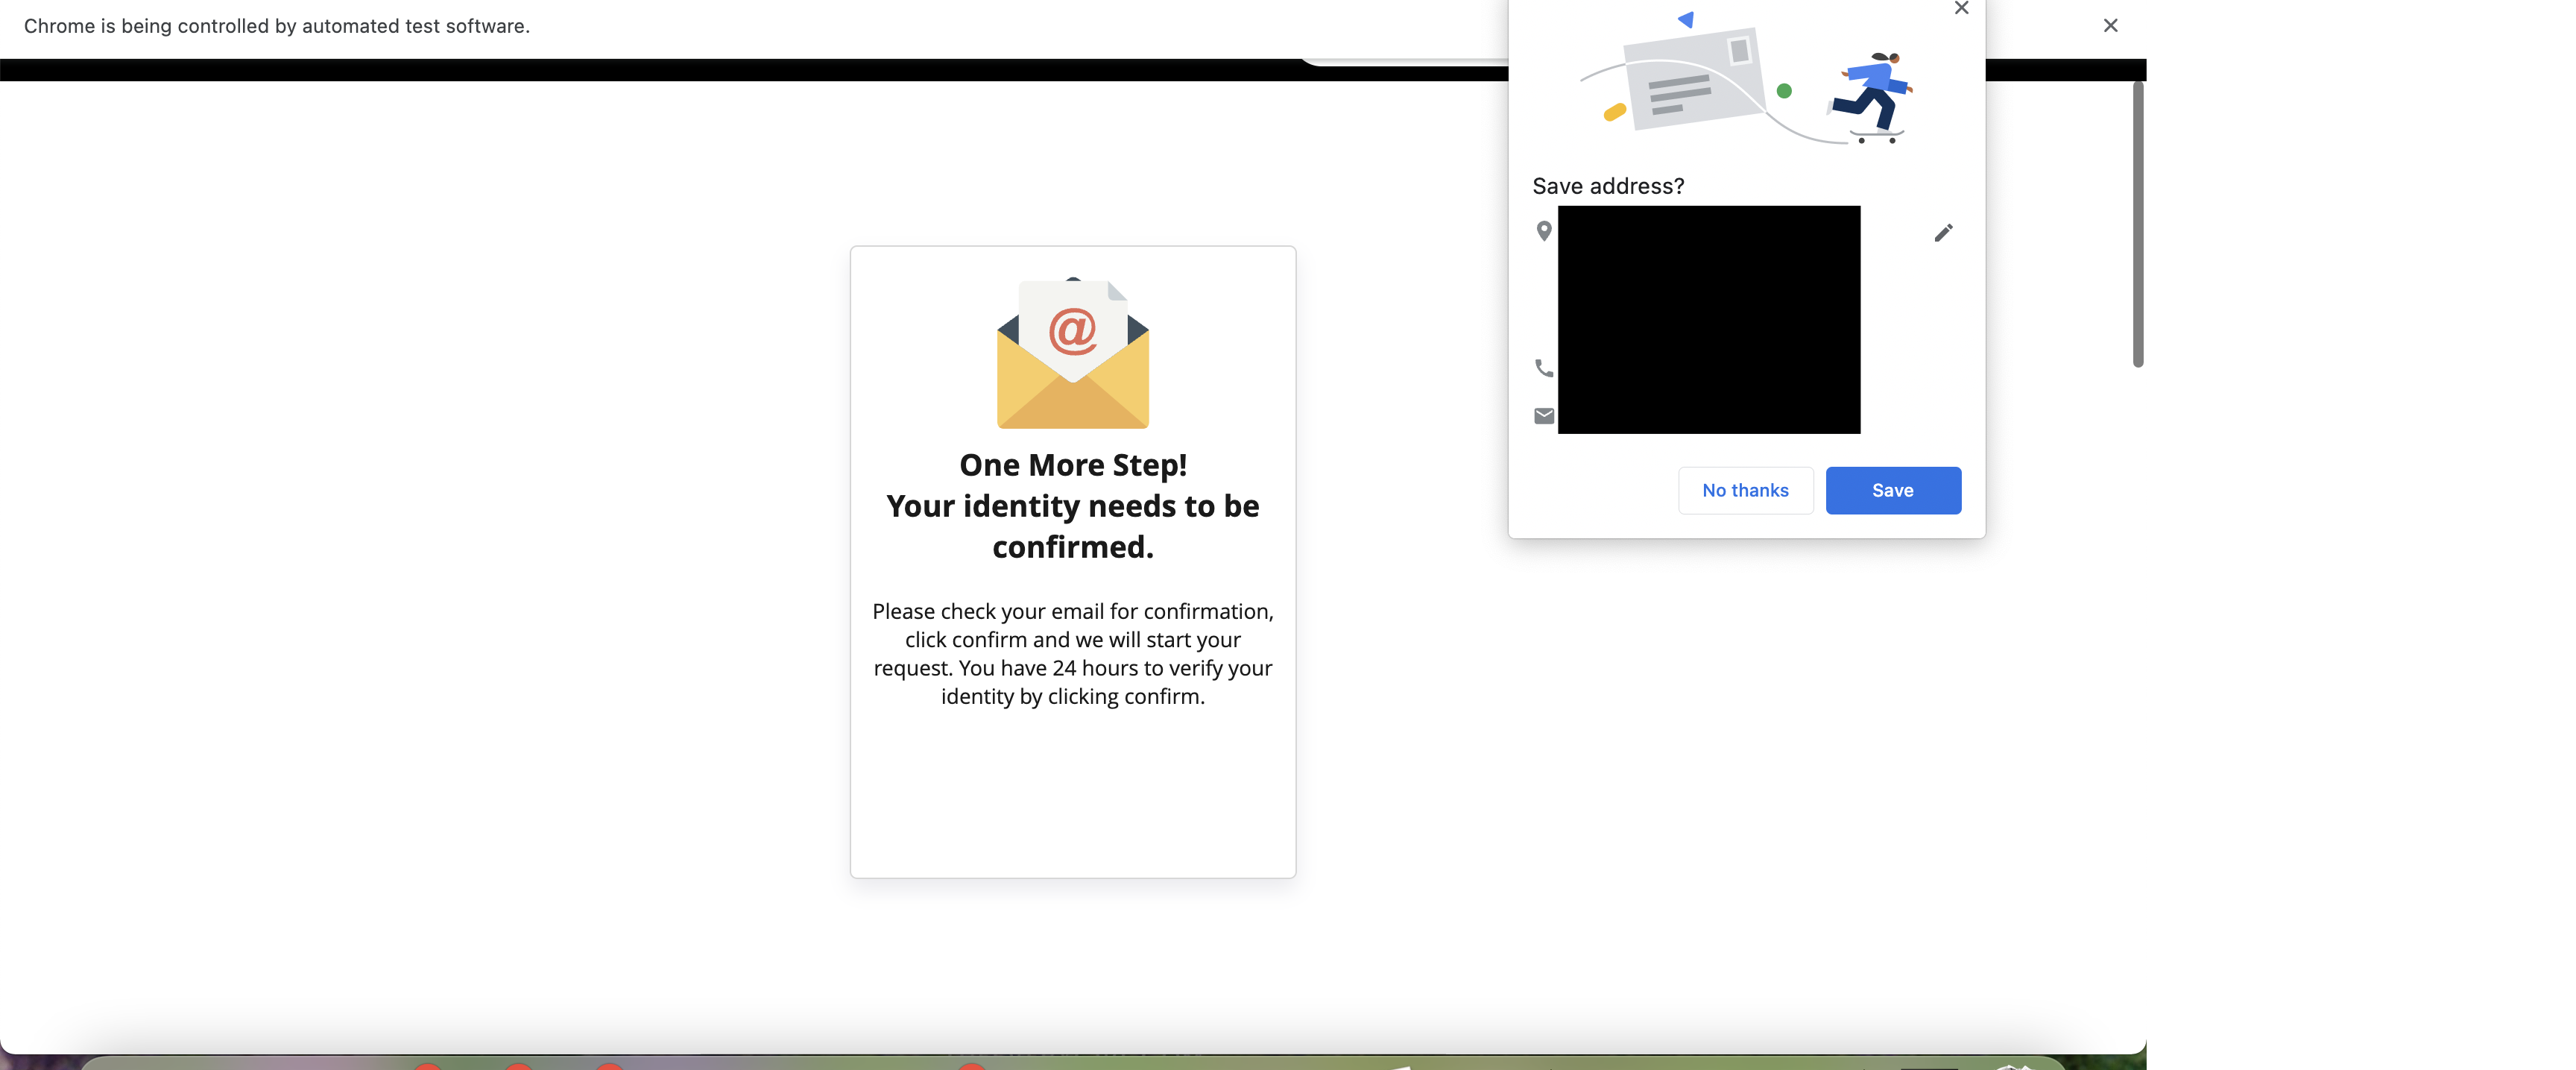 Chrome is being controlled by automated test software.
@
One More Step!
Your identity needs to be
confirmed.
Please check your email for confirmation,
click confirm and we will start your
request. You have 24 hours to verify your
identity by clicking confirm.
Save address?
No thanks
Save